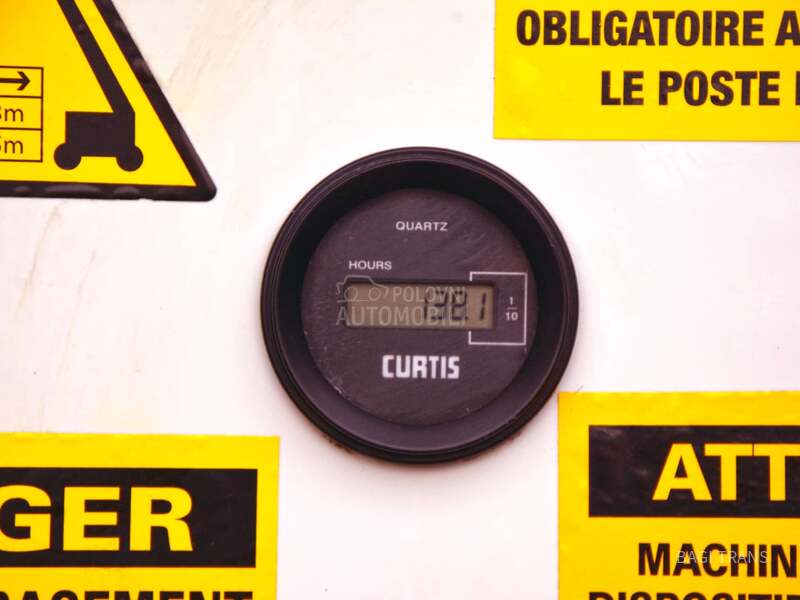 OBLIGATOIRE A
LE POSTE
m
m
QUARTZ
HOURS
POLOVNI
AUTOMOBILI
1
10
CURTIS
GER
ATT
MACHIN
BAGI TRANS